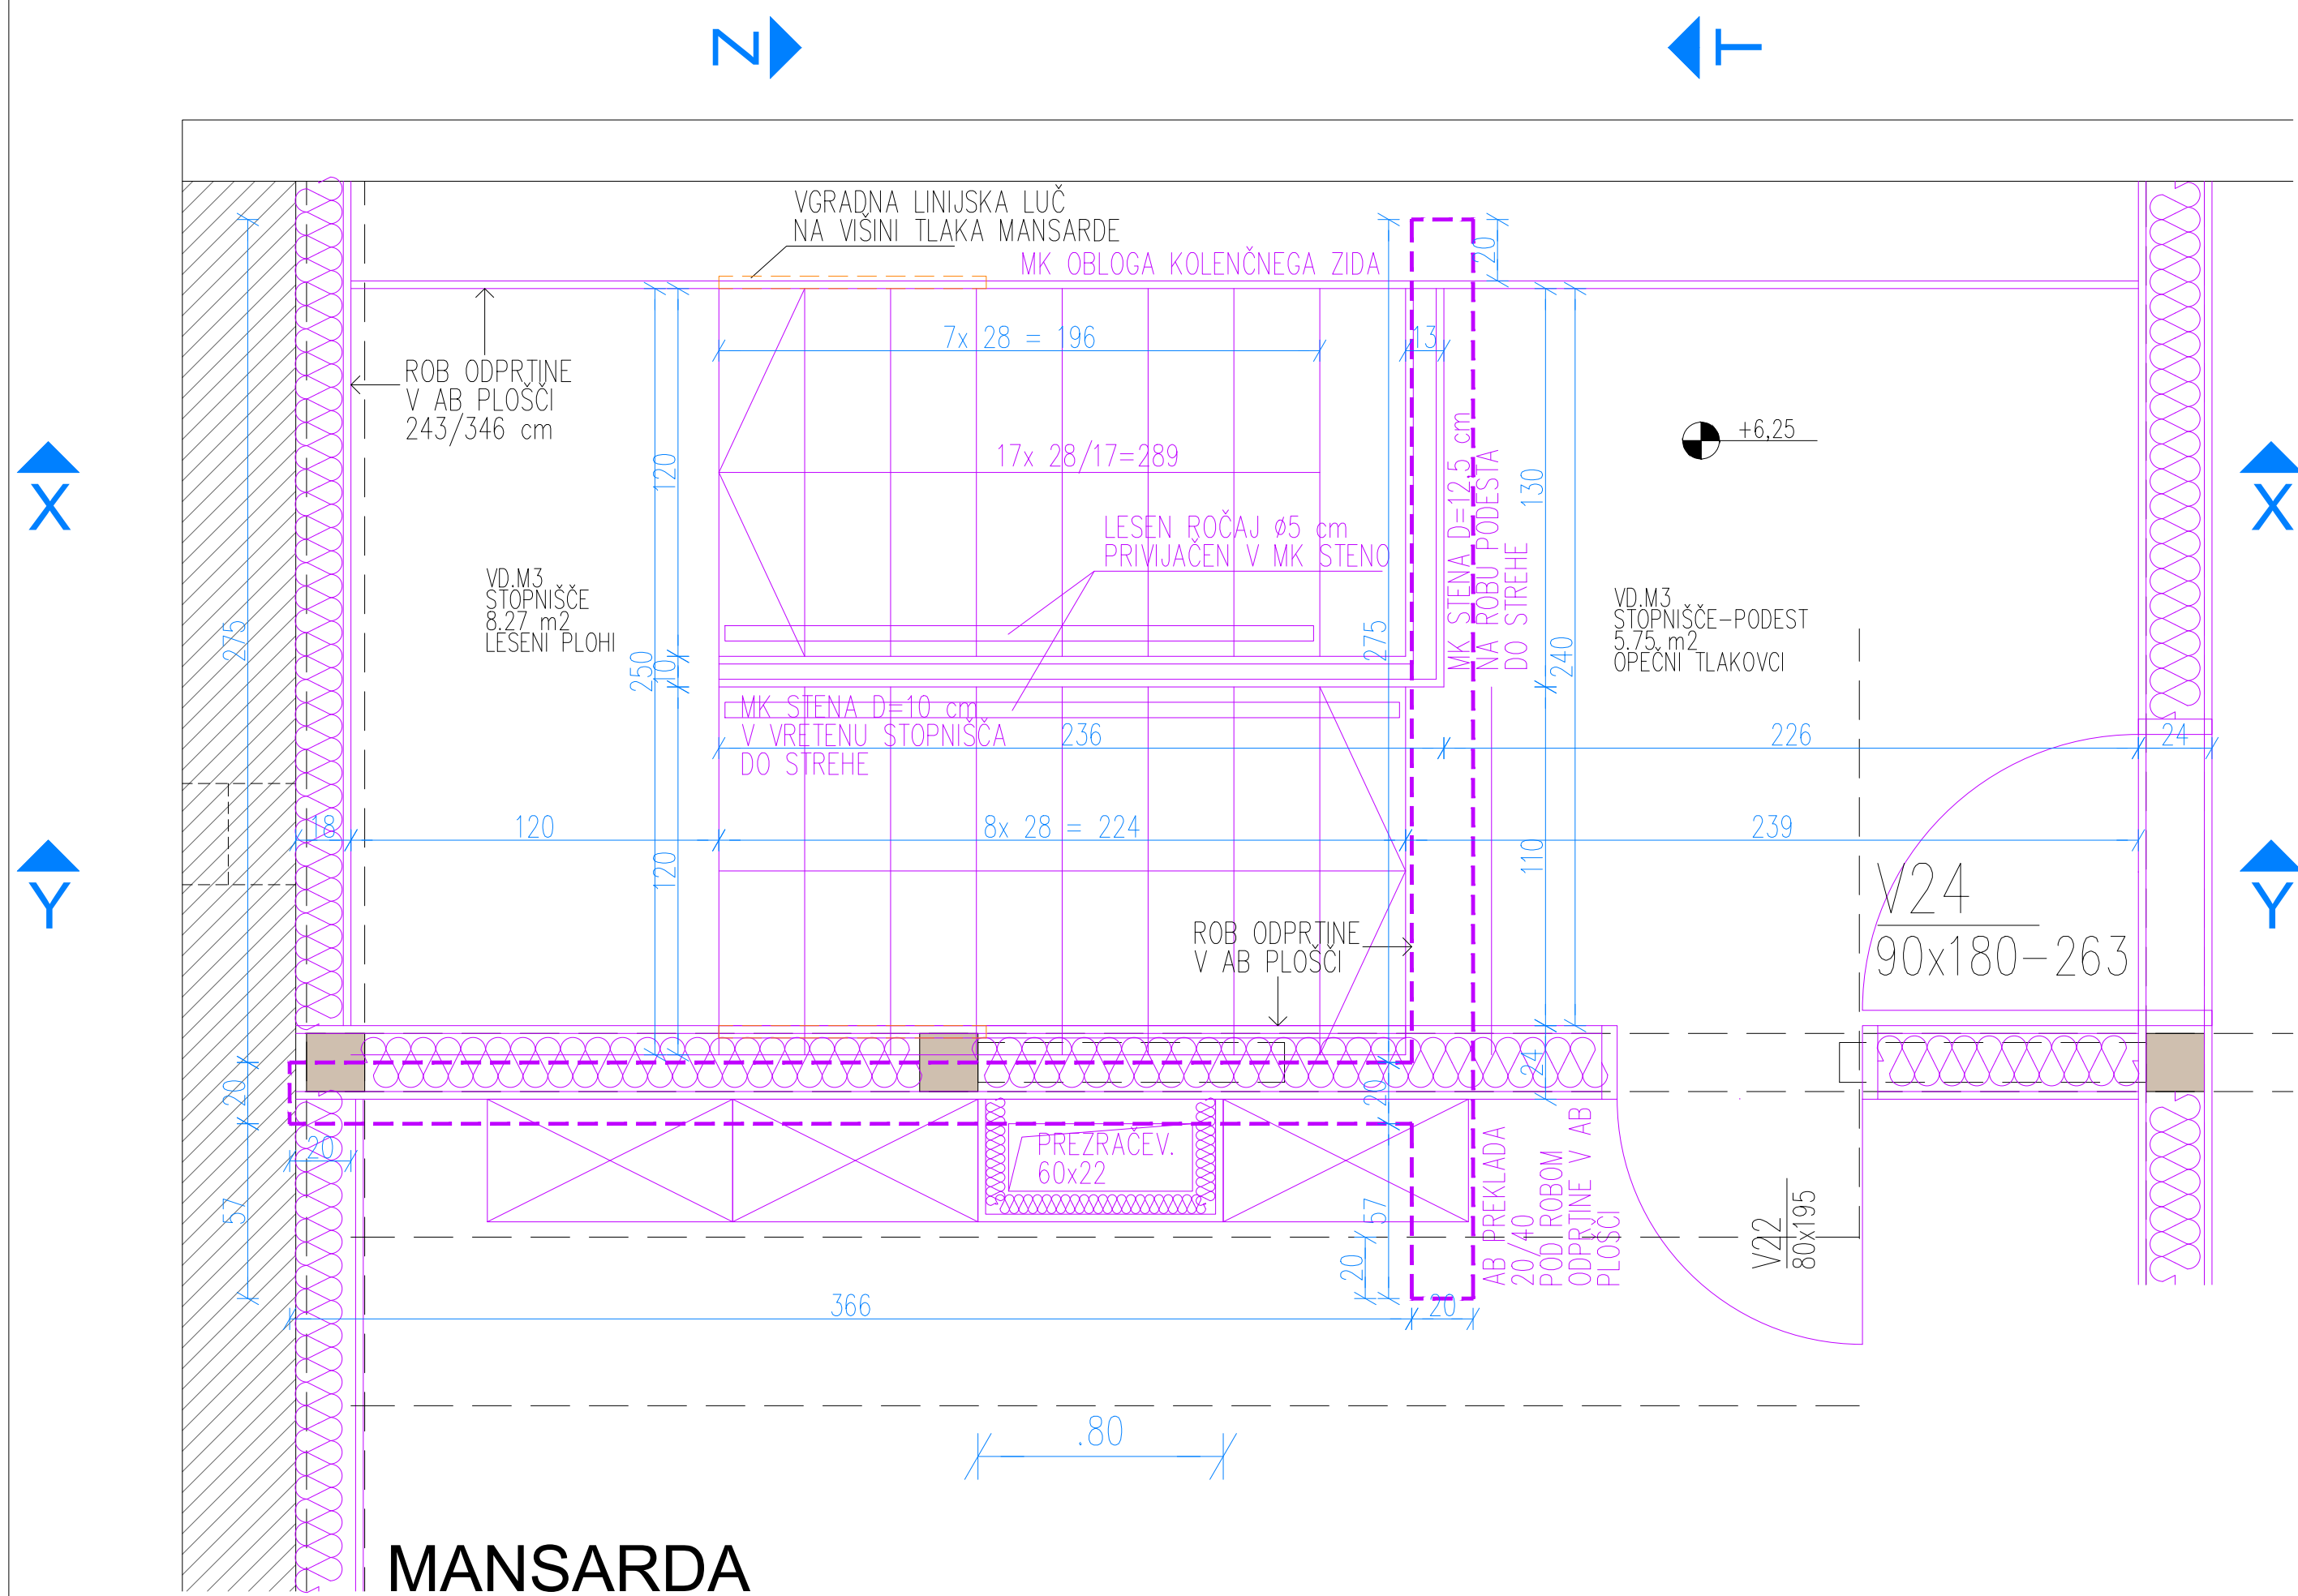 Z
T
VGRADNA LINIJSKA LUČ
NA VIŠINI TLAKA MANSARDE
MK OBLOGA KOLENČNEGA ZIDA
20
7x 28 = 196
13
ROB ODPRTINE
V AB PLOŠČI
243/346 cm
+6,25
17x 28/17=289
120
130
X
X
LESEN ROČAJ ø5 cm
PRIVIJAČEN V MK STENO
MK STENA D=12,5 cm
NA ROBU PODESTA
DO STREHE
VD.M3
STOPNIŠČE
8.27 m2
LESENI PLOHI
VD.M3
STOPNIŠČE-PODEST
5.75 m2
OPEČNI TLAKOVCI
275
250
10
275
240
MK STENA D=10 cm
V VRETENU STOPNIŠČA
DO STREHE
236
226
24
18
120
8x 28 = 224
239
120
110
Y
Y
V24
90x180-263
ROB ODPRTINE
V AB PLOŠČI
24
20
20
20
PREZRAČEV.
60x22
57
57
20
AB PREKLADA
20/40
POD ROBOM
ODPRTINE V AB
PLOŠČI
V22
80x195
366
20
.80
MANSARDA